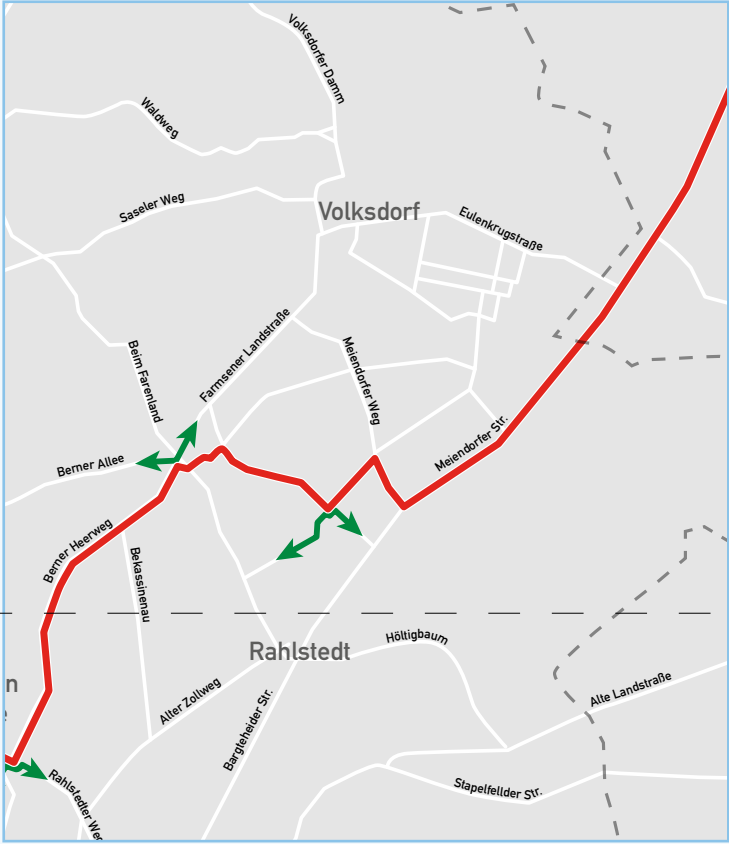 Volksdorfer Damm
Waldweg
Saseler Weg
Volksdorf
Eulenkrugstraße
Farmsener Landstraße
Beim Farenland
Meiendorfer Weg
Meiendorfer Str.
Berner Allee
Berner Heerweg
Bekassinenau
Rahlstedt
Höltigbaum
n
Alter Zollweg
Alte Landstraße
Bargteheider Str.
Rahlstedter Weg
Stapelfellder Str.